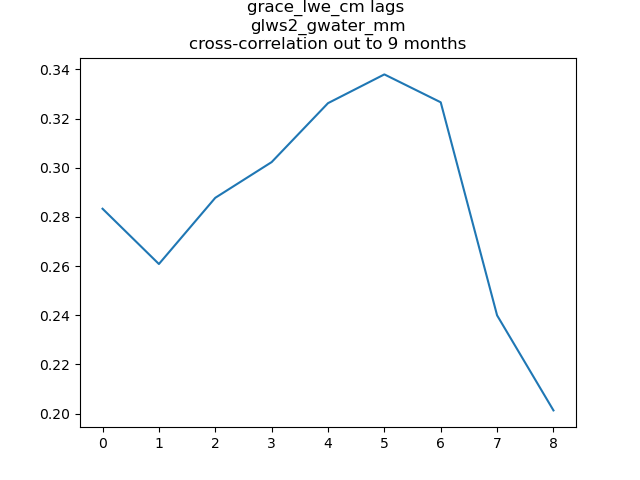 grace_lwe_cm lags
glws2_gwater_mm
cross-correlation out to 9 months
0.34
0.32
0.30
0.28
0.26
0.24
0.22
0.20
0 1 2 3 4 5 6 7 8